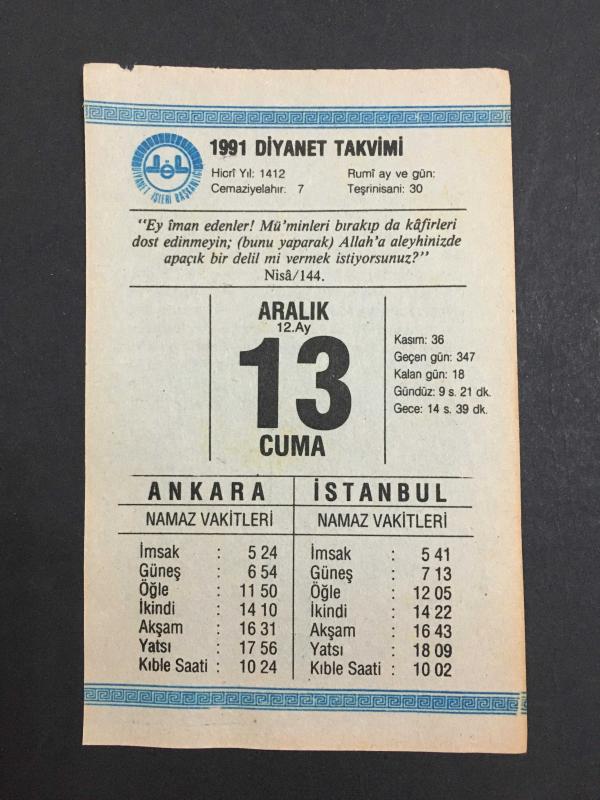 1991 DİYANET TAKVİMİ
DİYANET İŞLERİ BAŞKANLIĞI
Hicrî Yıl: 1412
Cemaziyelahır: 7
Rumî ay ve gün:
Teşrinisani: 30
"Ey îman edenler! Mü'minleri bırakıp da kâfirleri
dost edinmeyin; (bunu yaparak) Allah'a aleyhinizde
apaçık bir delil mi vermek istiyorsunuz?"
Nisâ/144.
ARALIK
12.Ay
13
CUMA
Kasım: 36
Geçen gün: 347
Kalan gün: 18
Gündüz: 9 s. 21 dk.
Gece: 14 s. 39 dk.
ANKARA
NAMAZ VAKİTLERİ
İmsak : 5 24
Güneş : 6 54
Öğle : 11 50
İkindi : 14 10
Akşam : 16 31
Yatsı : 17 56
Kıble Saati : 10 24
İSTANBUL
NAMAZ VAKİTLERİ
İmsak : 5 41
Güneş : 7 13
Öğle : 12 05
İkindi : 14 22
Akşam : 16 43
Yatsı : 18 09
Kıble Saati : 10 02